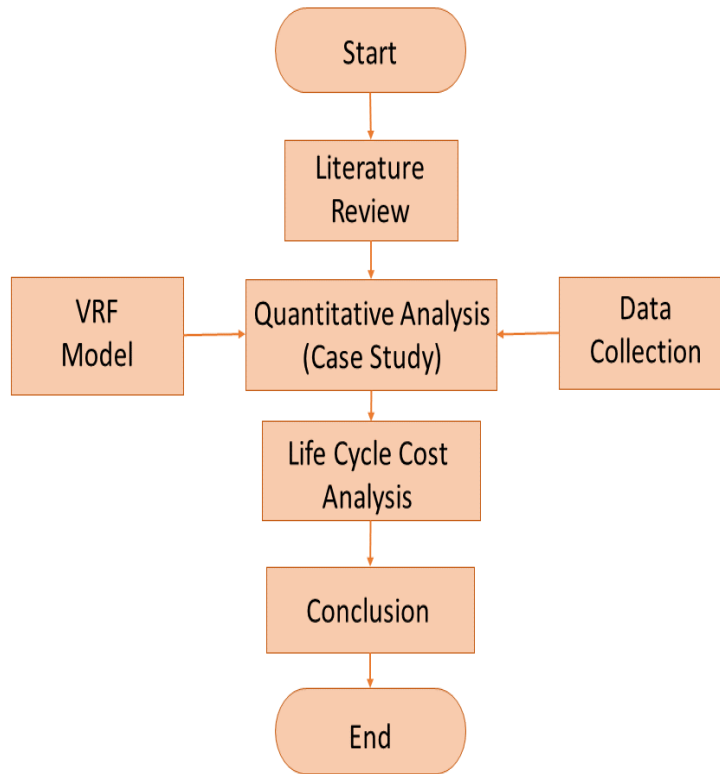 Start
Literature
Review
VRF
Model
Quantitative Analysis
(Case Study)
Data
Collection
Life Cycle Cost
Analysis
Conclusion
End